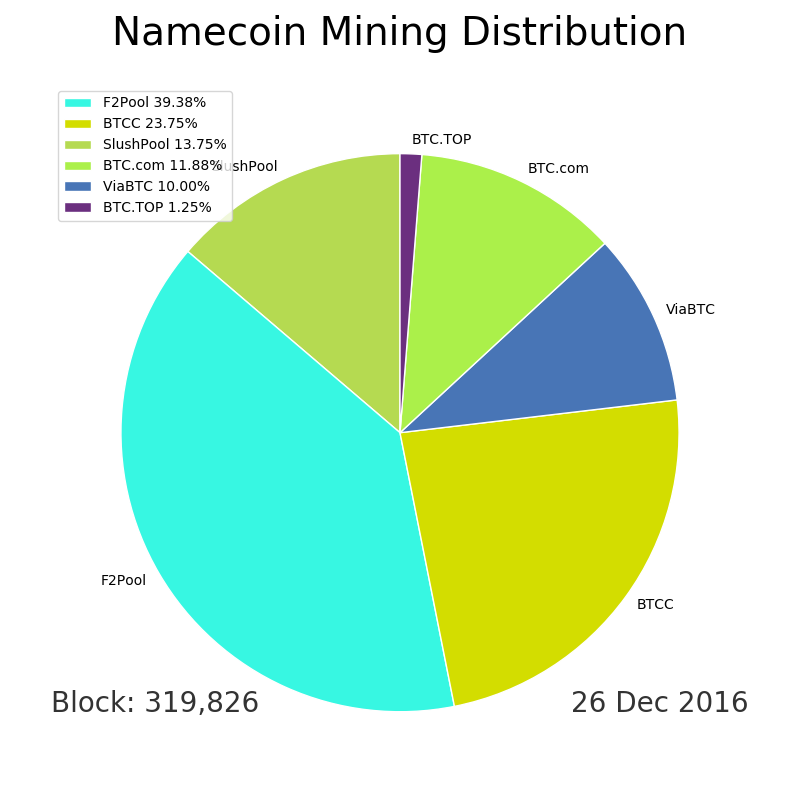 Namecoin Mining Distribution
F2Pool 39.38%
BTCC 23.75%
SlushPool 13.75%
BTC.com 11.88%
ViaBTC 10.00%
BTC.TOP 1.25%
BTC.TOP
SlushPool
BTC.com
ViaBTC
F2Pool
BTCC
Block: 319,826
26 Dec 2016